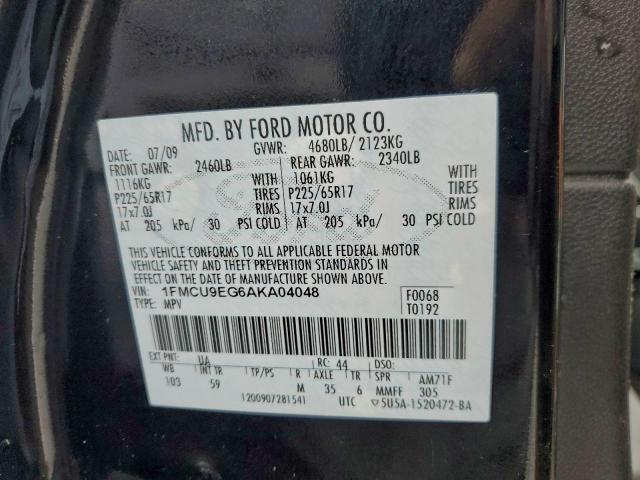 MFD. BY FORD MOTOR CO.
DATE: 07/09 GVWR: 4680LB/ 2123KG
FRONT GAWR: 2460LB REAR GAWR: 2340LB
1116KG WITH 1061KG WITH
P225/65R17 TIRES P225/65R17 TIRES
17x7.0J RIMS 17x7.0J RIMS
AT 205 kPa/ 30 PSI COLD AT 205 kPa/ 30 PSI COLD
THIS VEHICLE CONFORMS TO ALL APPLICABLE FEDERAL MOTOR
VEHICLE SAFETY AND THEFT PREVENTION STANDARDS IN
EFFECT ON THE DATE OF MANUFACTURE SHOWN ABOVE.
VIN: 1FMCU9EG6AKA04048 F0068
TYPE: MPV T0192
EXT PNT: UA RC: 44 DSO:
WB INT TR TP/PS R AXLE TR SPR AM71F
103 59 M 35 6 MMFF 305
1200907281541 UTC ▽5U5A-1520472-BA